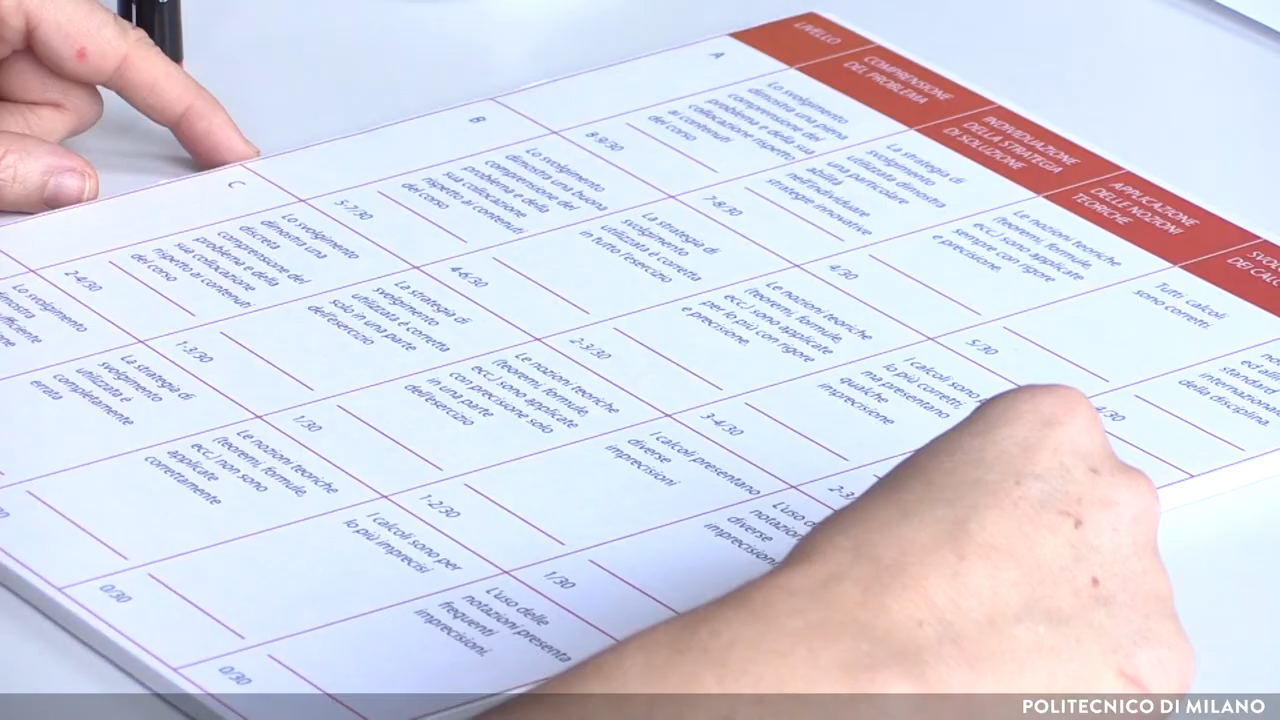 LIVELLO
COMPRENSIONE
DEL PROBLEMA
INDIVIDUAZIONE
DELLA STRATEGIA
DI SOLUZIONE
APPLICAZIONE
DELLE NOZIONI
TEORICHE
A
Lo svolgimento
dimostra una piena
comprensione del
problema e della sua
collocazione rispetto
ai contenuti
del corso
8-9/30
La strategia di
svolgimento
utilizzata dimostra
una particolare
abilità
nell'individuare
strategie innovative
7-8/30
Le nozioni teoriche
(teoremi, formule,
ecc.) sono applicate
sempre con rigore
e precisione.
4/30
Tutti calcoli
sono corretti.
5/30
standard
della disciplina.
4/30
B
Lo svolgimento
dimostra una buona
comprensione del
problema e della
sua collocazione
rispetto ai contenuti
del corso
5-7/30
La strategia di
svolgimento
utilizzata è corretta
in tutto l'esercizio
4-6/30
Le nozioni teoriche
(teoremi, formule,
ecc.) sono applicate
per lo più con rigore
e precisione.
2-3/30
I calcoli sono
lo più corretti,
ma presentano
qualche
imprecisione
3-4/30
L'uso
diverse
C
Lo svolgimento
dimostra una
discreta
comprensione del
problema e della
sua collocazione
rispetto ai contenuti
del corso
2-4/30
La strategia di
svolgimento
utilizzata è corretta
solo in una parte
dell'esercizio
1-3/30
Le nozioni teoriche
(teoremi, formule,
ecc.) sono applicate
con precisione solo
in una parte
dell'esercizio
1/30
I calcoli presentano
diverse
imprecisioni
1-2/30
1/30
Lo svolgimento
La strategia di
svolgimento
utilizzata è
completamente
errata
Le nozioni teoriche
(teoremi, formule,
ecc.) non sono
applicate
correttamente
0/30
I calcoli sono per
lo più imprecisi
0/30
L'uso delle
notazioni presenta
frequenti
imprecisioni.
POLITECNICO DI MILANO